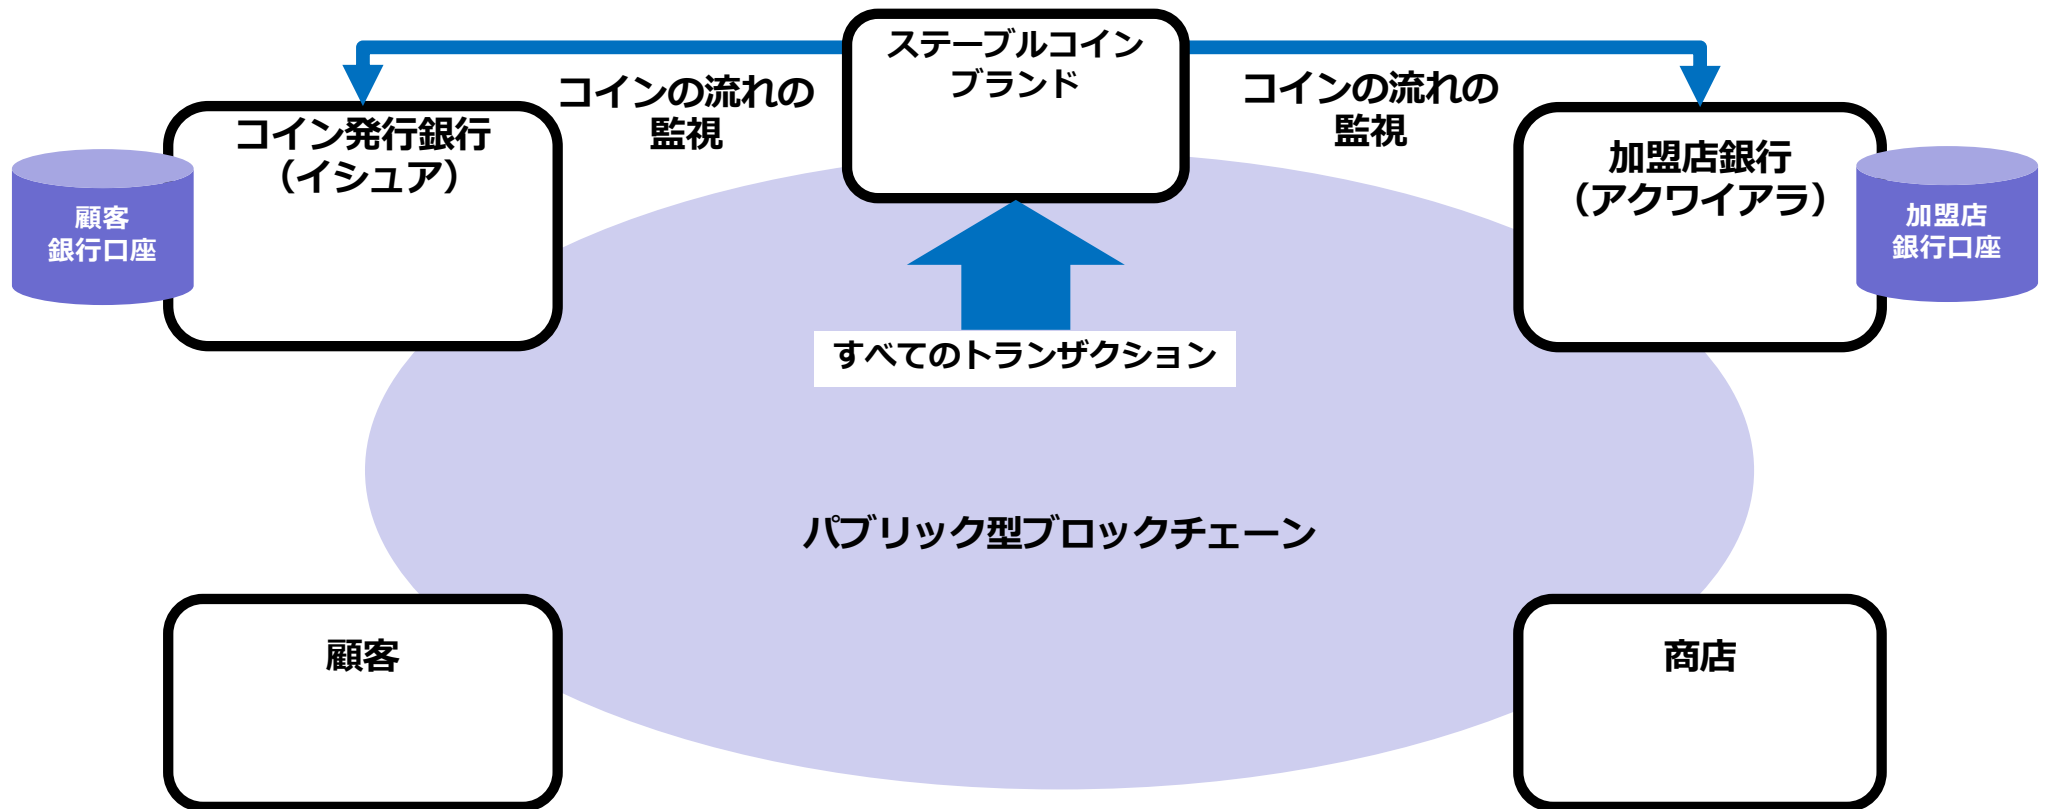 ステーブルコイン
ブランド
コインの流れの
監視
コインの流れの
監視
コイン発行銀行
（イシュア）
加盟店銀行
（アクワイアラ）
顧客
銀行口座
加盟店
銀行口座
すべてのトランザクション
パブリック型ブロックチェーン
顧客
商店